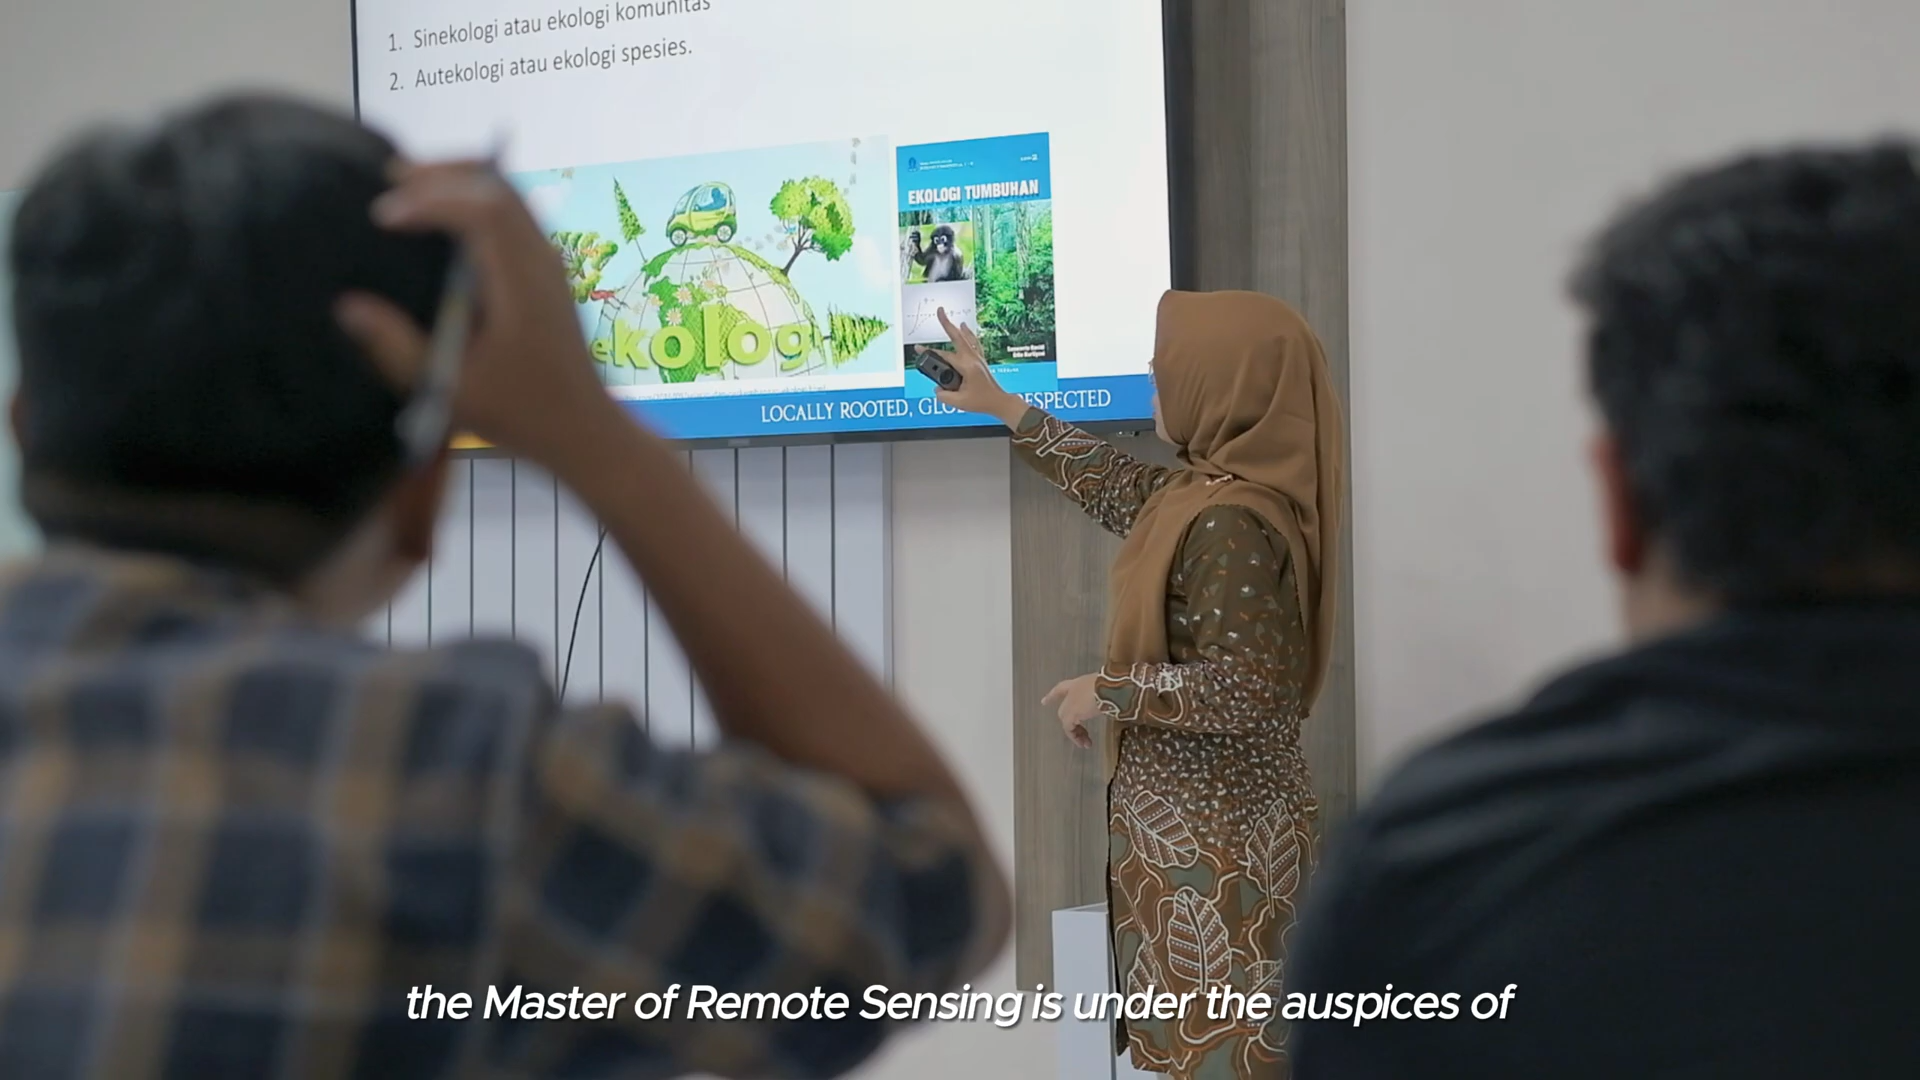 1. Sinekologi atau ekologi komunitas
2. Autekologi atau ekologi spesies.
EKOLOGI TUMBUHAN
ekologi
LOCALLY ROOTED, GLO ESPECTED
the Master of Remote Sensing is under the auspices of